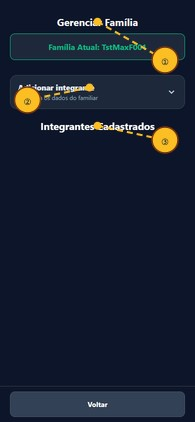 Gerenciar Família
Família Atual: TstMaxF004
①
Adicionar integrante
② os dados do familiar
Integrantes Cadastrados
③
Voltar